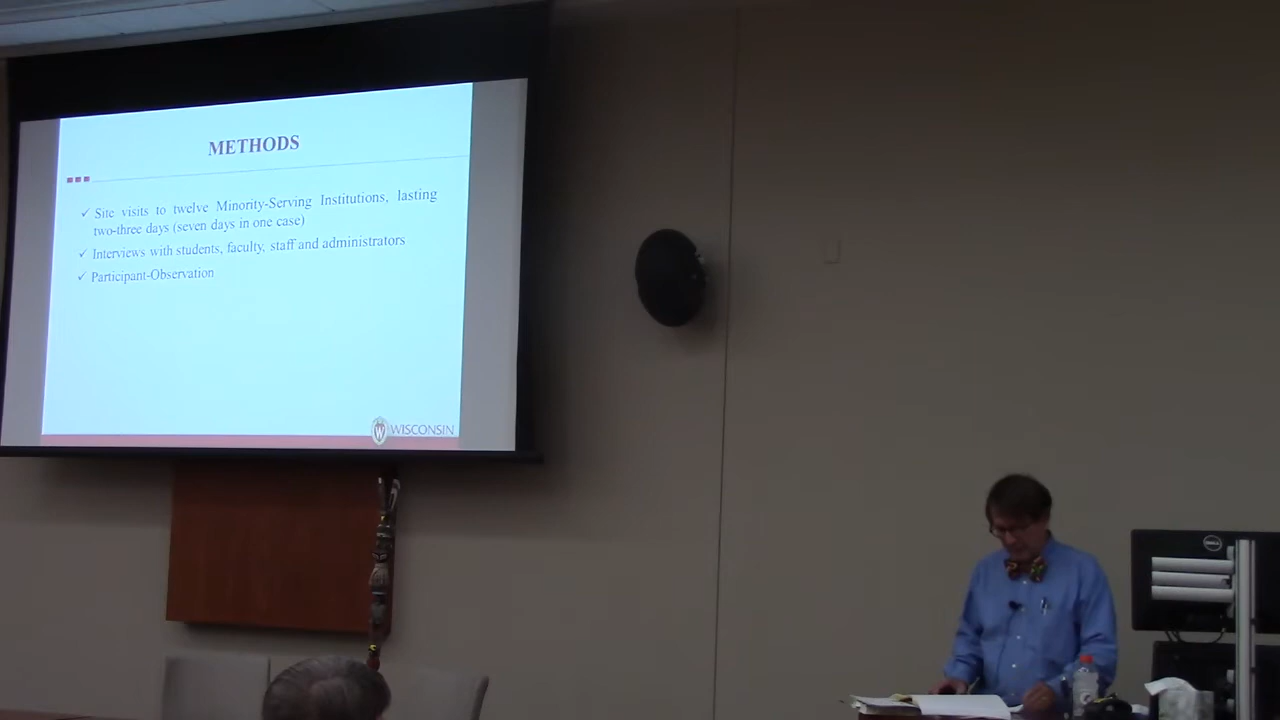 METHODS
✓ Site visits to twelve Minority-Serving Institutions, lasting
two-three days (seven days in one case)
✓ Interviews with students, faculty, staff and administrators
✓ Participant-Observation
W WISCONSIN
DELL